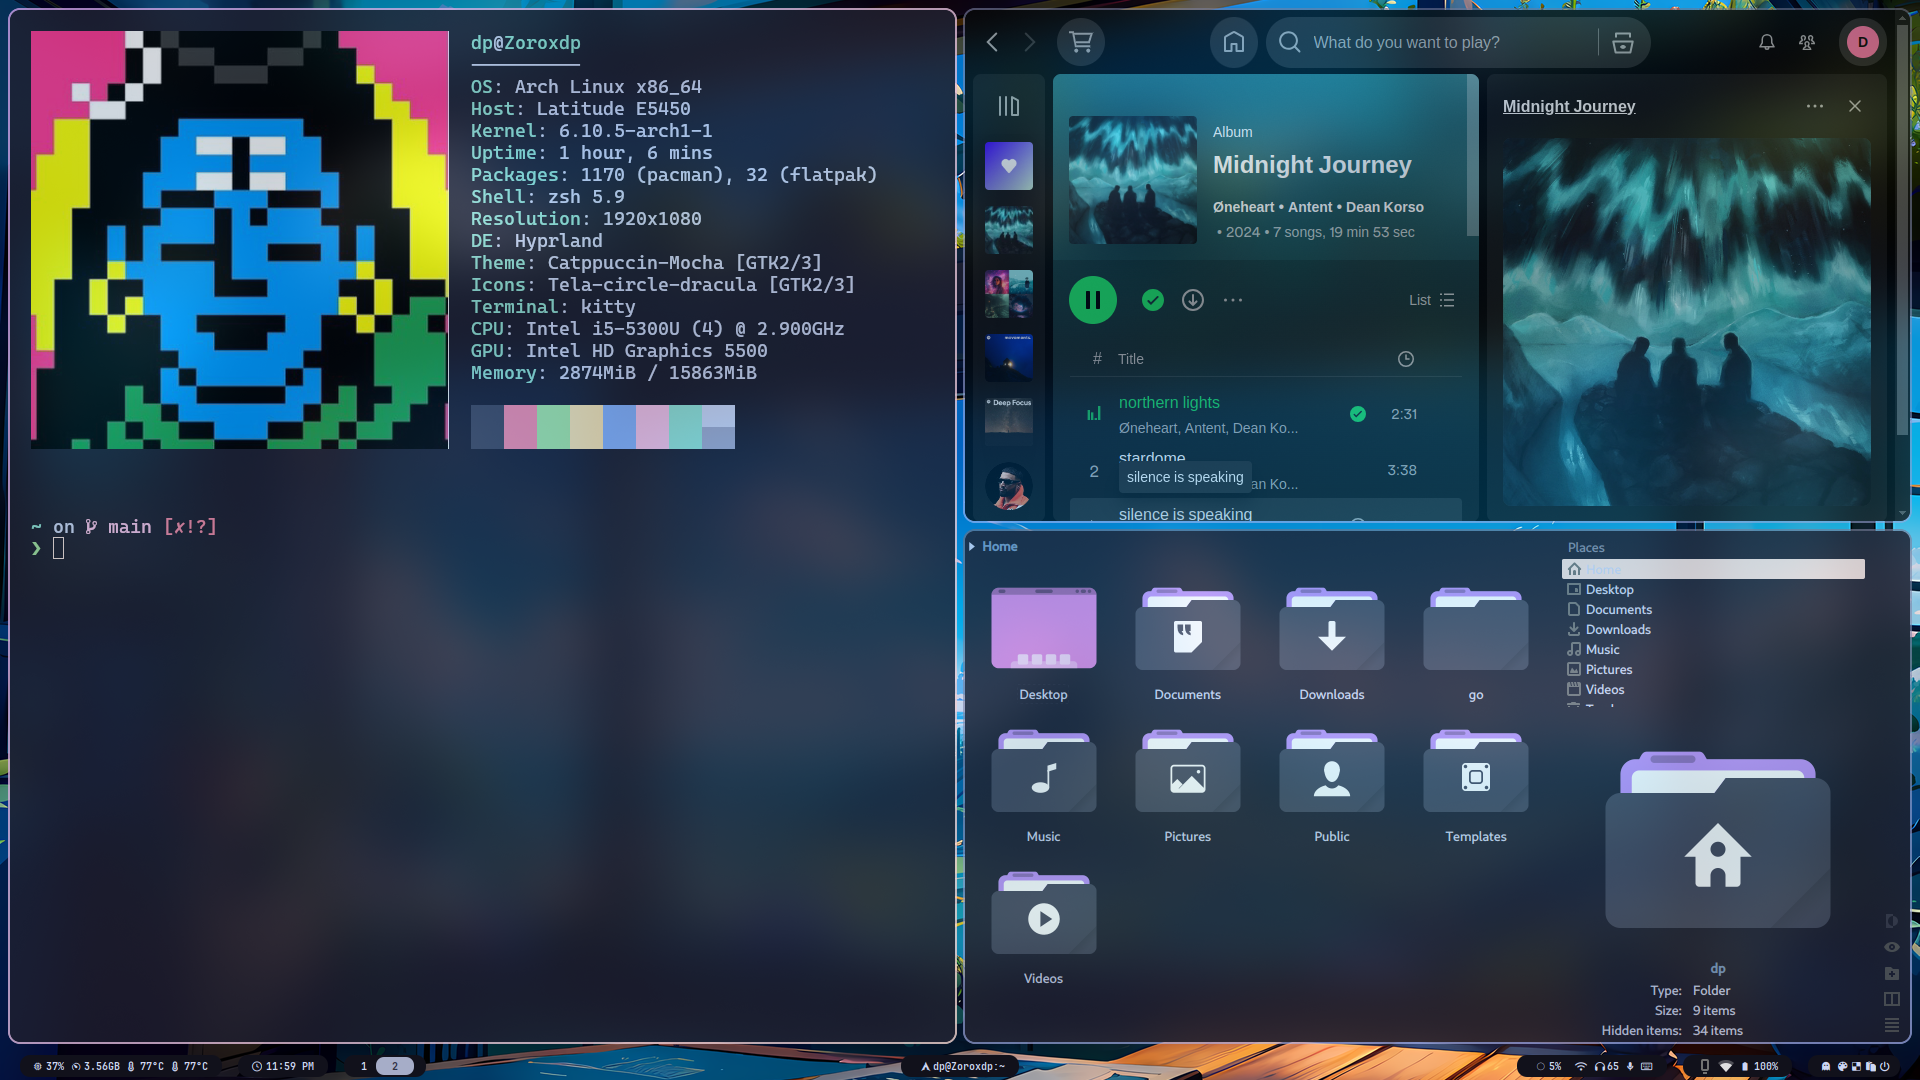 dp@Zoroxdp
OS: Arch Linux x86_64
Host: Latitude E5450
Kernel: 6.10.5-arch1-1
Uptime: 1 hour, 6 mins
Packages: 1170 (pacman), 32 (flatpak)
Shell: zsh 5.9
Resolution: 1920x1080
DE: Hyprland
Theme: Catppuccin-Mocha [GTK2/3]
Icons: Tela-circle-dracula [GTK2/3]
Terminal: kitty
CPU: Intel i5-5300U (4) @ 2.900GHz
GPU: Intel HD Graphics 5500
Memory: 2874MiB / 15863MiB
~ on main [✗!?]
❯
What do you want to play?
D
movements.
Deep Focus
Album
Midnight Journey
Øneheart • Antent • Dean Korso
• 2024 • 7 songs, 19 min 53 sec
List
# Title
northern lights
Øneheart, Antent, Dean Ko...
2:31
2
stardome
3:38
an Ko...
silence is speaking
silence is speaking
Midnight Journey
Home
Desktop
Documents
Downloads
go
Music
Pictures
Public
Templates
Videos
Places
Home
Desktop
Documents
Downloads
Music
Pictures
Videos
dp
Type: Folder
Size: 9 items
Hidden items: 34 items
37% 3.56GB 77°C 77°C
11:59 PM
1 2
dp@Zoroxdp:~
5% 65
100%